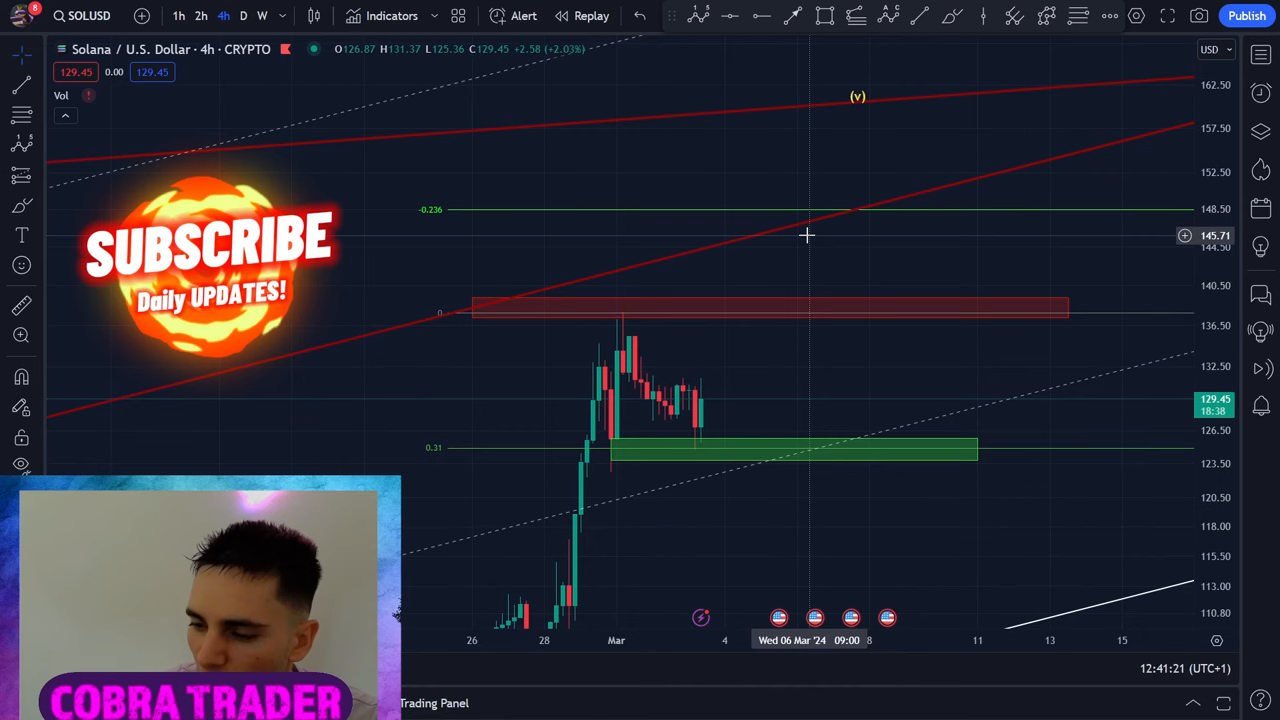 8
SOLUSD
1h 2h 4h D W
Indicators
Alert
Replay
Publish
Solana / U.S. Dollar · 4h · CRYPTO
O126.87 H131.37 L125.36 C129.45 +2.58 (+2.03%)
USD
129.45 0.00 129.45
Vol
162.50
(v)
157.50
152.50
-0.236
148.50
145.71
144.50
SUBSCRIBE
Daily UPDATES!
140.50
0
136.50
132.50
129.45
18:38
126.50
0.31
123.50
120.50
118.00
115.50
113.00
110.80
26 28 Mar 4 Wed 06 Mar '24 09:00 8 11 13 15
12:41:21 (UTC+1)
COBRA TRADER
Trading Panel